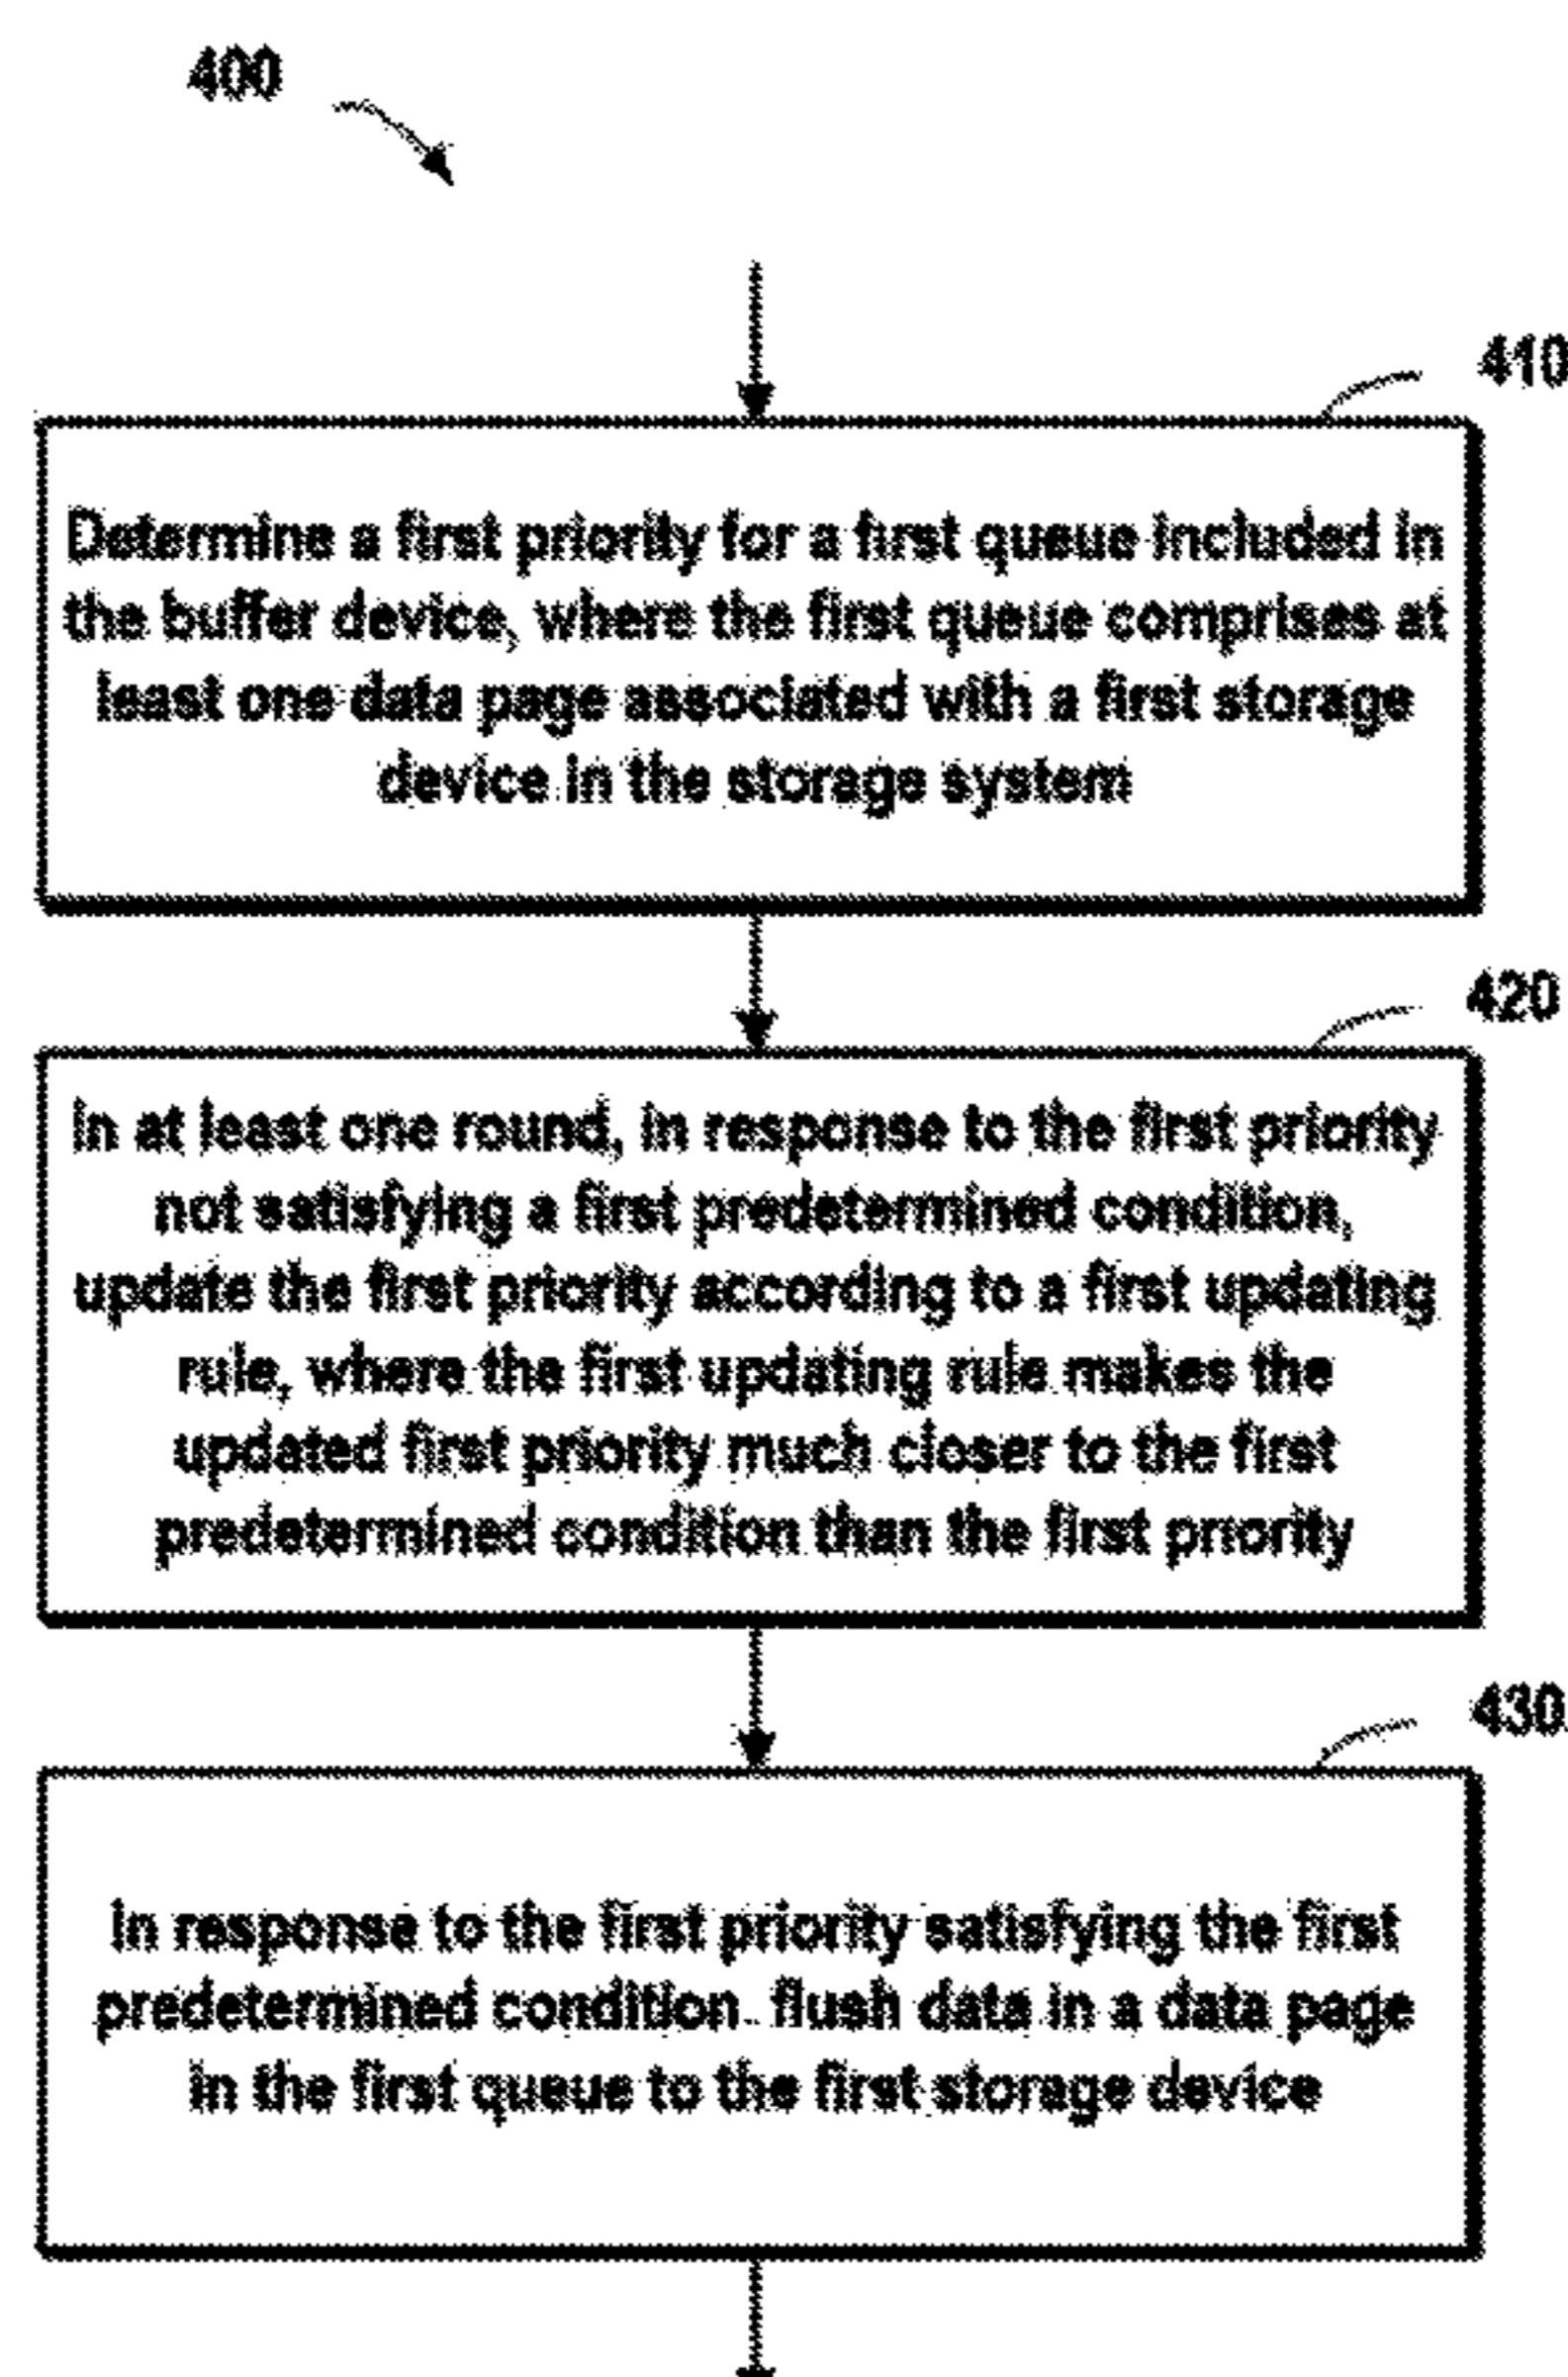 400
410
Determine a first priority for a first queue included in
the buffer device, where the first queue comprises at
least one data page associated with a first storage
device in the storage system
420
In at least one round, in response to the first priority
not satisfying a first predetermined condition,
update the first priority according to a first updating
rule, where the first updating rule makes the
updated first priority much closer to the first
predetermined condition than the first priority
430
In response to the first priority satisfying the first
predetermined condition, flush data in a data page
in the first queue to the first storage device